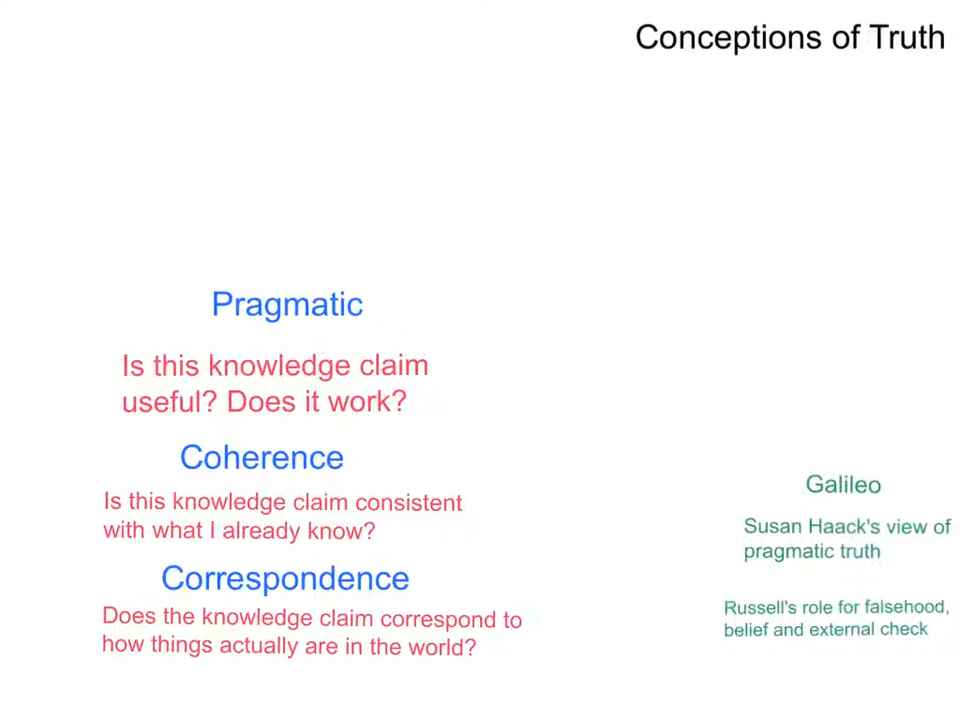 Conceptions of Truth
Pragmatic
Is this knowledge claim
useful? Does it work?
Coherence
Is this knowledge claim consistent
with what I already know?
Correspondence
Does the knowledge claim correspond to
how things actually are in the world?
Galileo
Susan Haack's view of
pragmatic truth
Russell's role for falsehood,
belief and external check